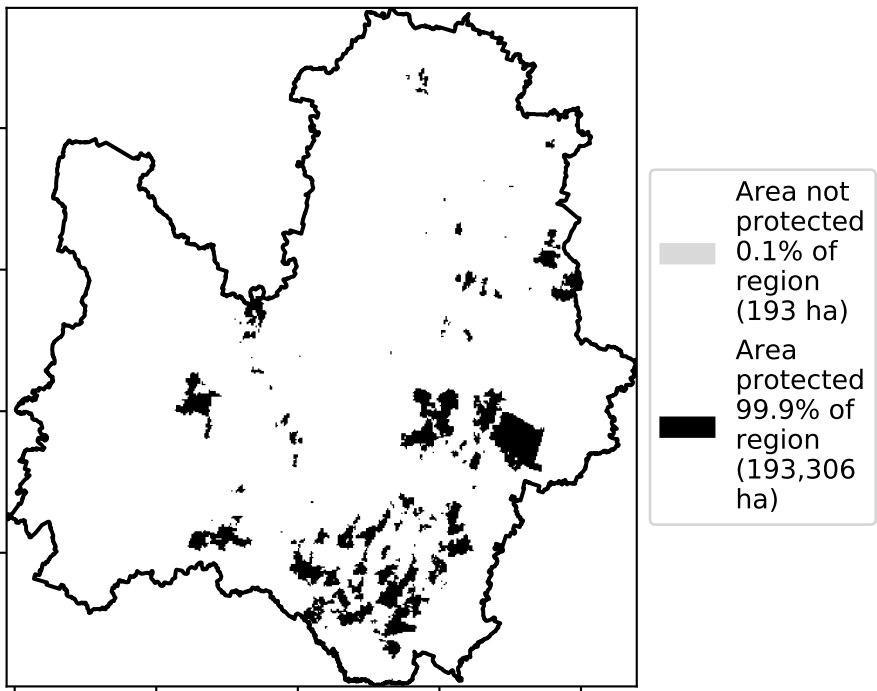 Area not
protected
0.1% of
region
(193 ha)
Area
protected
99.9% of
region
(193,306
ha)